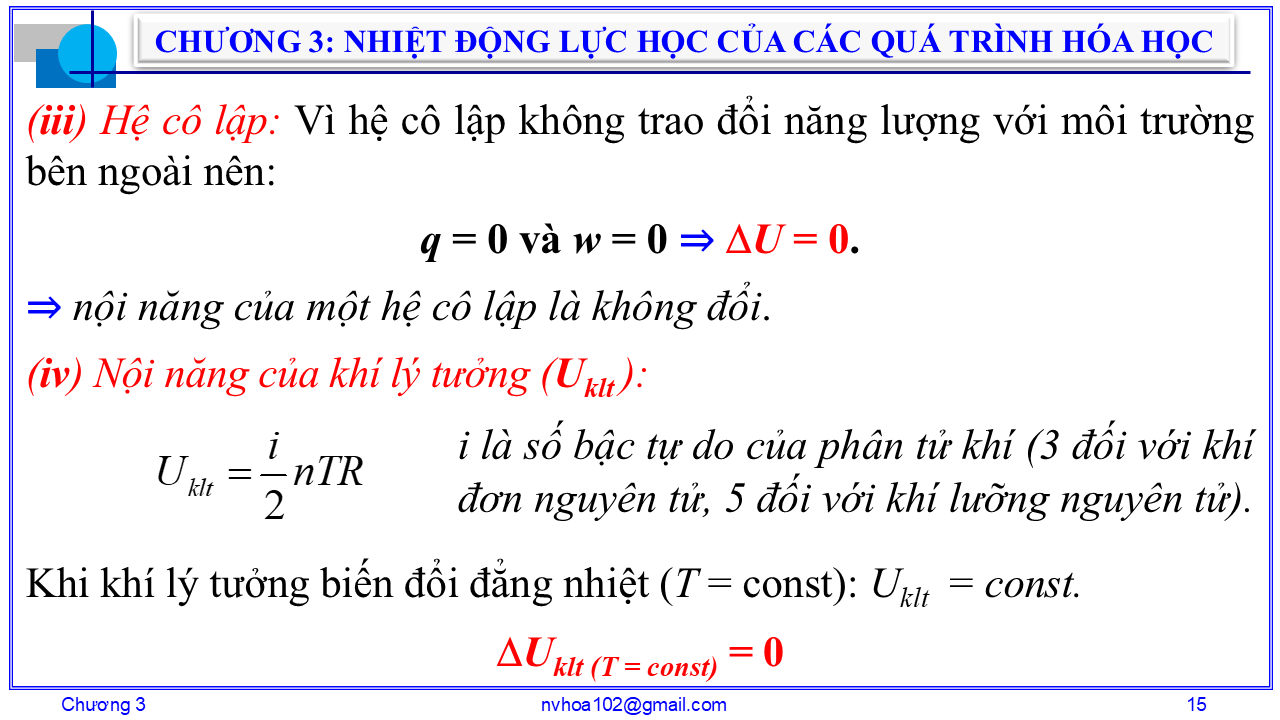 CHƯƠNG 3: NHIỆT ĐỘNG LỰC HỌC CỦA CÁC QUÁ TRÌNH HÓA HỌC
(iii) Hệ cô lập: Vì hệ cô lập không trao đổi năng lượng với môi trường
bên ngoài nên:
q = 0 và w = 0 ⇒ ΔU = 0.
⇒ nội năng của một hệ cô lập là không đổi.
(iv) Nội năng của khí lý tưởng (U_klt):
U_klt = i/2 nTR
i là số bậc tự do của phân tử khí (3 đối với khí
đơn nguyên tử, 5 đối với khí lưỡng nguyên tử).
Khi khí lý tưởng biến đổi đẳng nhiệt (T = const): U_klt = const.
ΔU_klt (T = const) = 0
Chương 3 nvhoa102@gmail.com 15